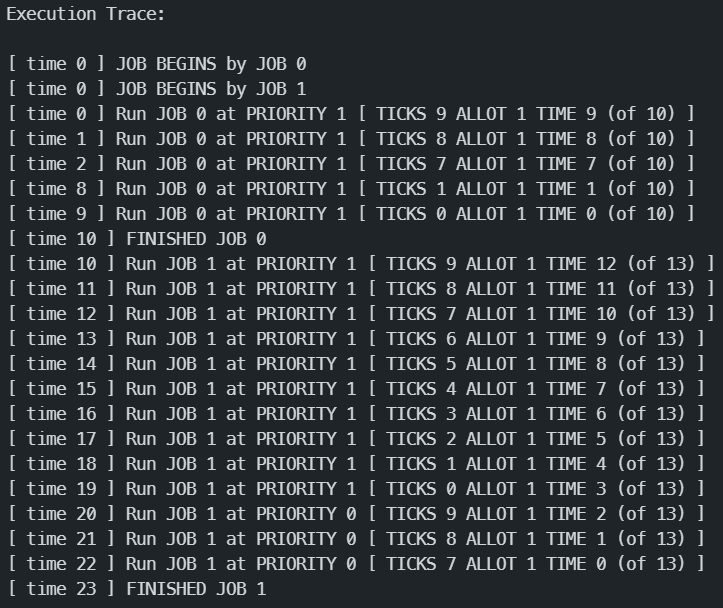 Execution Trace:
[ time 0 ] JOB BEGINS by JOB 0
[ time 0 ] JOB BEGINS by JOB 1
[ time 0 ] Run JOB 0 at PRIORITY 1 [ TICKS 9 ALLOT 1 TIME 9 (of 10) ]
[ time 1 ] Run JOB 0 at PRIORITY 1 [ TICKS 8 ALLOT 1 TIME 8 (of 10) ]
[ time 2 ] Run JOB 0 at PRIORITY 1 [ TICKS 7 ALLOT 1 TIME 7 (of 10) ]
[ time 8 ] Run JOB 0 at PRIORITY 1 [ TICKS 1 ALLOT 1 TIME 1 (of 10) ]
[ time 9 ] Run JOB 0 at PRIORITY 1 [ TICKS 0 ALLOT 1 TIME 0 (of 10) ]
[ time 10 ] FINISHED JOB 0
[ time 10 ] Run JOB 1 at PRIORITY 1 [ TICKS 9 ALLOT 1 TIME 12 (of 13) ]
[ time 11 ] Run JOB 1 at PRIORITY 1 [ TICKS 8 ALLOT 1 TIME 11 (of 13) ]
[ time 12 ] Run JOB 1 at PRIORITY 1 [ TICKS 7 ALLOT 1 TIME 10 (of 13) ]
[ time 13 ] Run JOB 1 at PRIORITY 1 [ TICKS 6 ALLOT 1 TIME 9 (of 13) ]
[ time 14 ] Run JOB 1 at PRIORITY 1 [ TICKS 5 ALLOT 1 TIME 8 (of 13) ]
[ time 15 ] Run JOB 1 at PRIORITY 1 [ TICKS 4 ALLOT 1 TIME 7 (of 13) ]
[ time 16 ] Run JOB 1 at PRIORITY 1 [ TICKS 3 ALLOT 1 TIME 6 (of 13) ]
[ time 17 ] Run JOB 1 at PRIORITY 1 [ TICKS 2 ALLOT 1 TIME 5 (of 13) ]
[ time 18 ] Run JOB 1 at PRIORITY 1 [ TICKS 1 ALLOT 1 TIME 4 (of 13) ]
[ time 19 ] Run JOB 1 at PRIORITY 1 [ TICKS 0 ALLOT 1 TIME 3 (of 13) ]
[ time 20 ] Run JOB 1 at PRIORITY 0 [ TICKS 9 ALLOT 1 TIME 2 (of 13) ]
[ time 21 ] Run JOB 1 at PRIORITY 0 [ TICKS 8 ALLOT 1 TIME 1 (of 13) ]
[ time 22 ] Run JOB 1 at PRIORITY 0 [ TICKS 7 ALLOT 1 TIME 0 (of 13) ]
[ time 23 ] FINISHED JOB 1